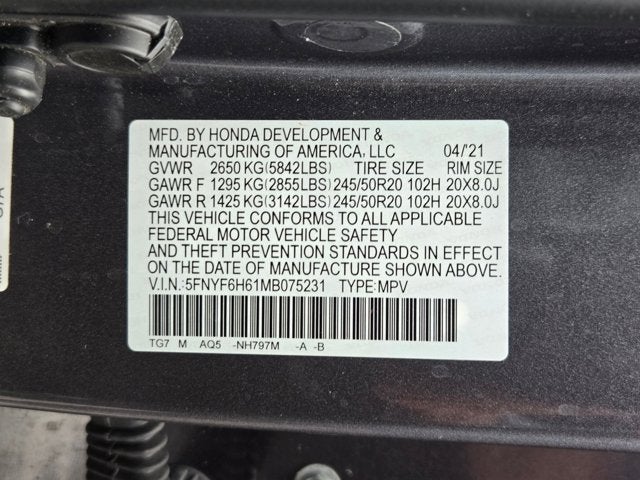 MFD. BY HONDA DEVELOPMENT &
MANUFACTURING OF AMERICA, LLC 04/'21
GVWR 2650 KG(5842LBS) TIRE SIZE RIM SIZE
GAWR F 1295 KG(2855LBS)245/50R20 102H 20X8.0J
GAWR R 1425 KG(3142LBS)245/50R20 102H 20X8.0J
THIS VEHICLE CONFORMS TO ALL APPLICABLE
FEDERAL MOTOR VEHICLE SAFETY
AND THEFT PREVENTION STANDARDS IN EFFECT
ON THE DATE OF MANUFACTURE SHOWN ABOVE.
V.I.N.:5FNYF6H61MB075231 TYPE:MPV
TG7 M AQ5 -NH797M -A -B